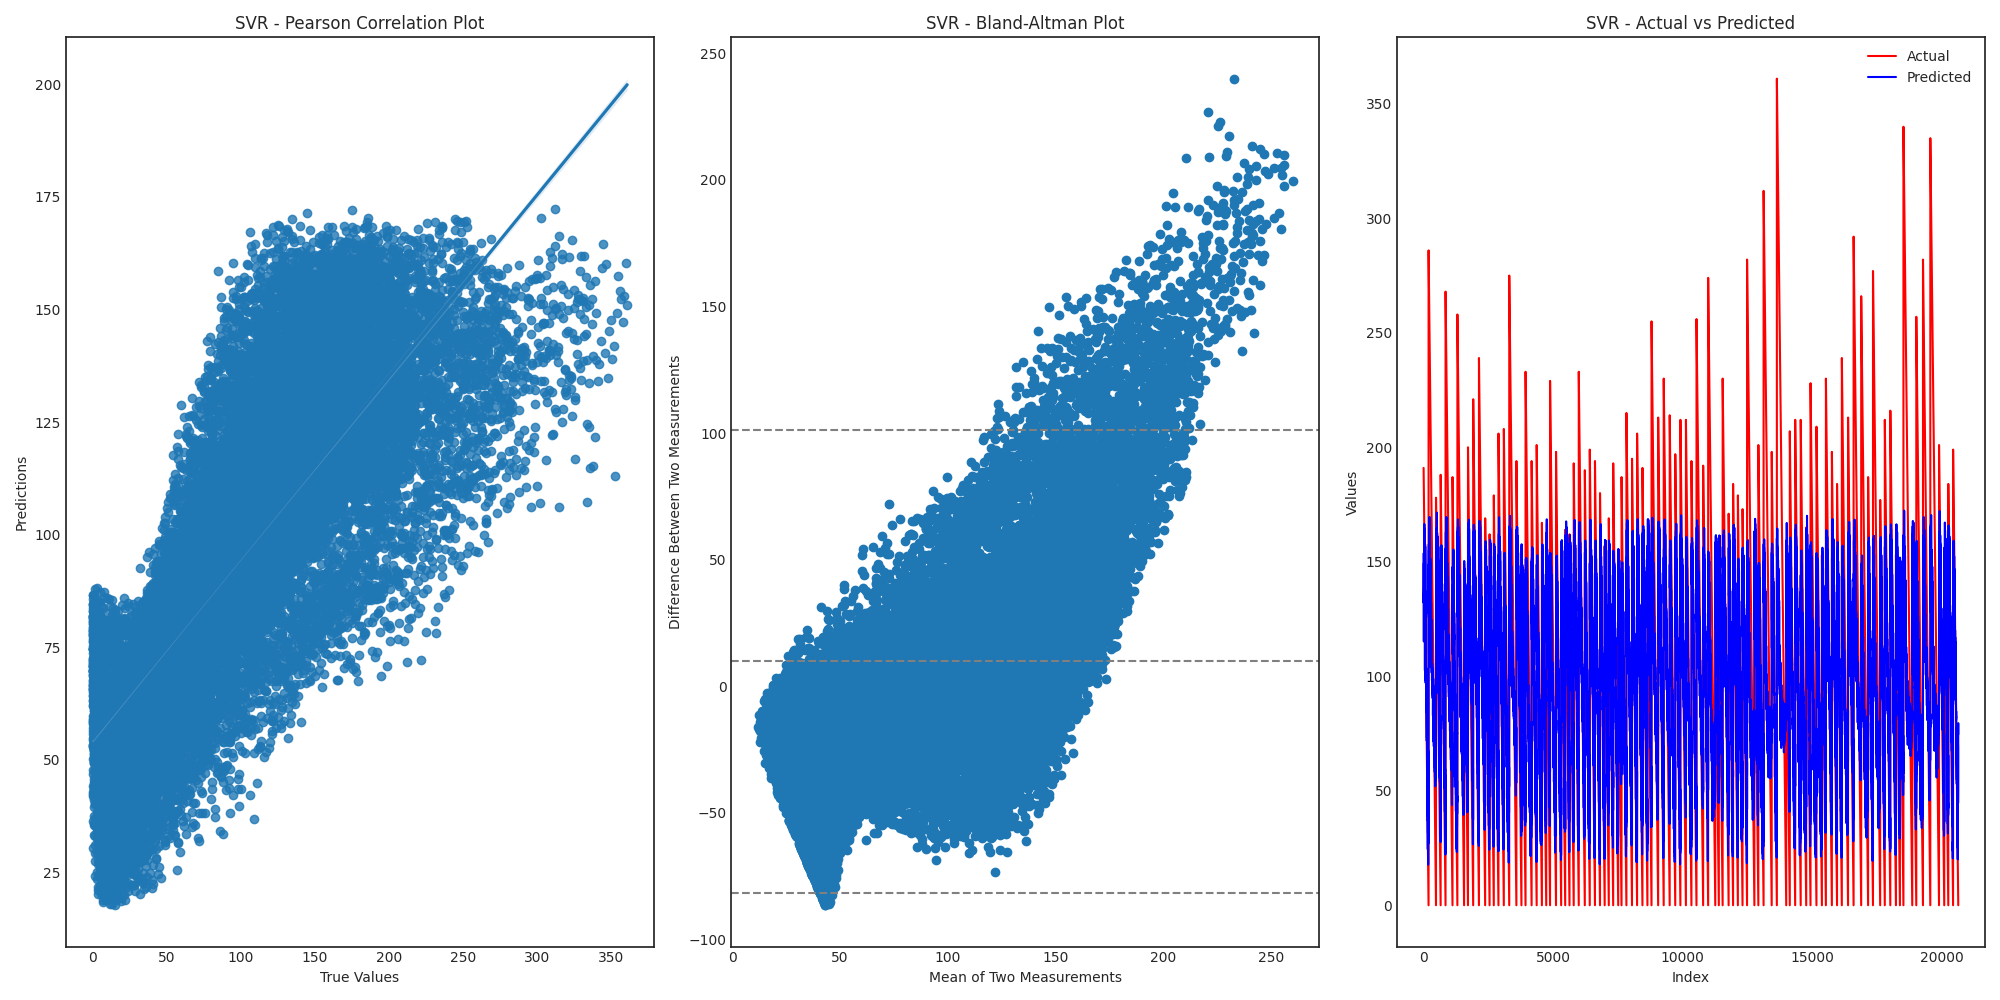 SVR - Pearson Correlation Plot
200
175
150
125
100
75
50
25
Predictions
0 50 100 150 200 250 300 350
True Values
SVR - Bland-Altman Plot
250
200
150
100
50
0
−50
−100
Difference Between Two Measurements
0 50 100 150 200 250
Mean of Two Measurements
SVR - Actual vs Predicted
Actual
Predicted
350
300
250
200
150
100
50
0
Values
0 5000 10000 15000 20000
Index